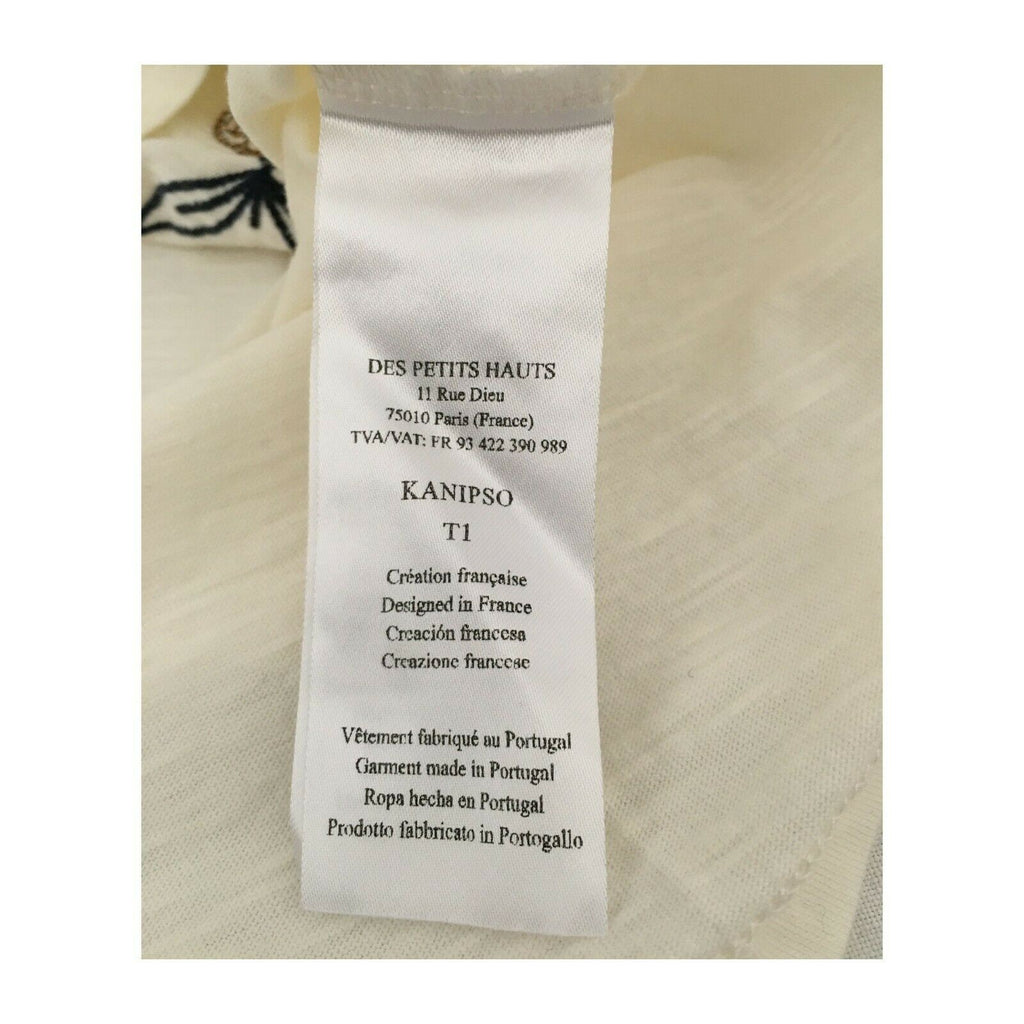 DES PETITS HAUTS
11 Rue Dieu
75010 Paris (France)
TVA/VAT: FR 93 422 390 989
KANIPSO
T1
Création française
Designed in France
Creación francesa
Creazione francese
Vêtement fabriqué au Portugal
Garment made in Portugal
Ropa hecha en Portugal
Prodotto fabbricato in Portogallo